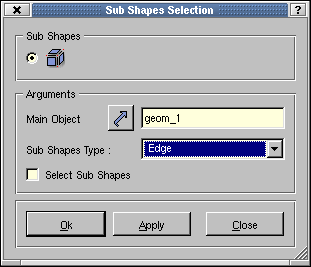 Sub Shapes Selection
?
Sub Shapes
Arguments
Main Object geom_1
Sub Shapes Type : Edge
Select Sub Shapes
Ok Apply Close